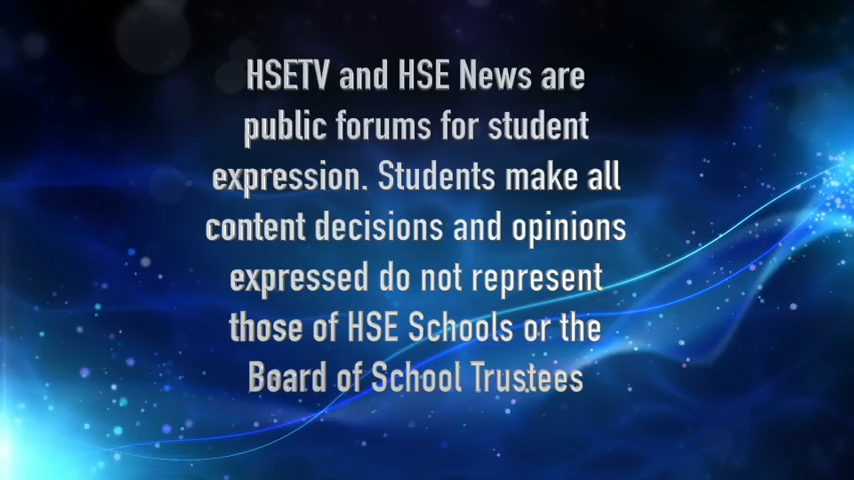 HSETV and HSE News are
public forums for student
expression. Students make all
content decisions and opinions
expressed do not represent
those of HSE Schools or the
Board of School Trustees